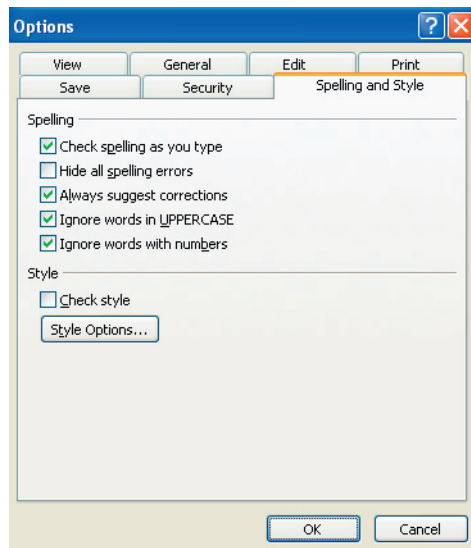 Options
View General Edit Print
Save Security Spelling and Style
Spelling
Check spelling as you type
Hide all spelling errors
Always suggest corrections
Ignore words in UPPERCASE
Ignore words with numbers
Style
Check style
Style Options...
OK Cancel